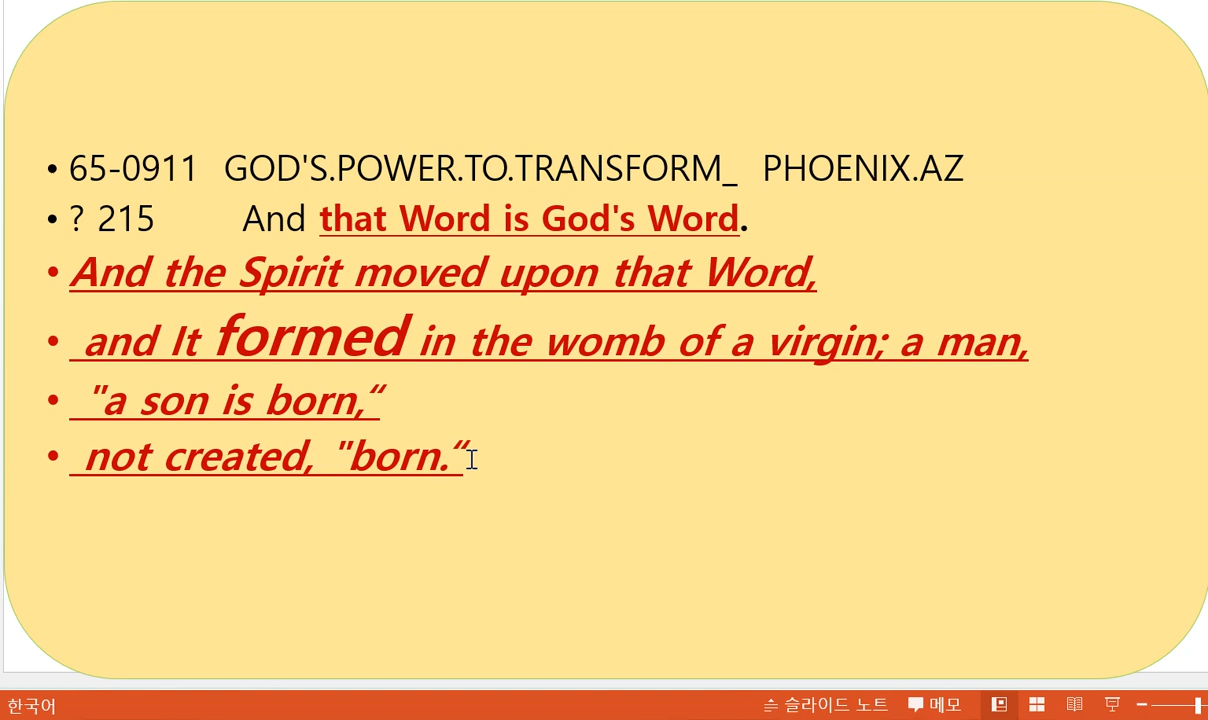 • 65-0911 GOD'S.POWER.TO.TRANSFORM_ PHOENIX.AZ
• ? 215 And that Word is God's Word.
• And the Spirit moved upon that Word,
• and It formed in the womb of a virgin; a man,
• "a son is born,“
• not created, "born.“
한국어 슬라이드 노트 메모